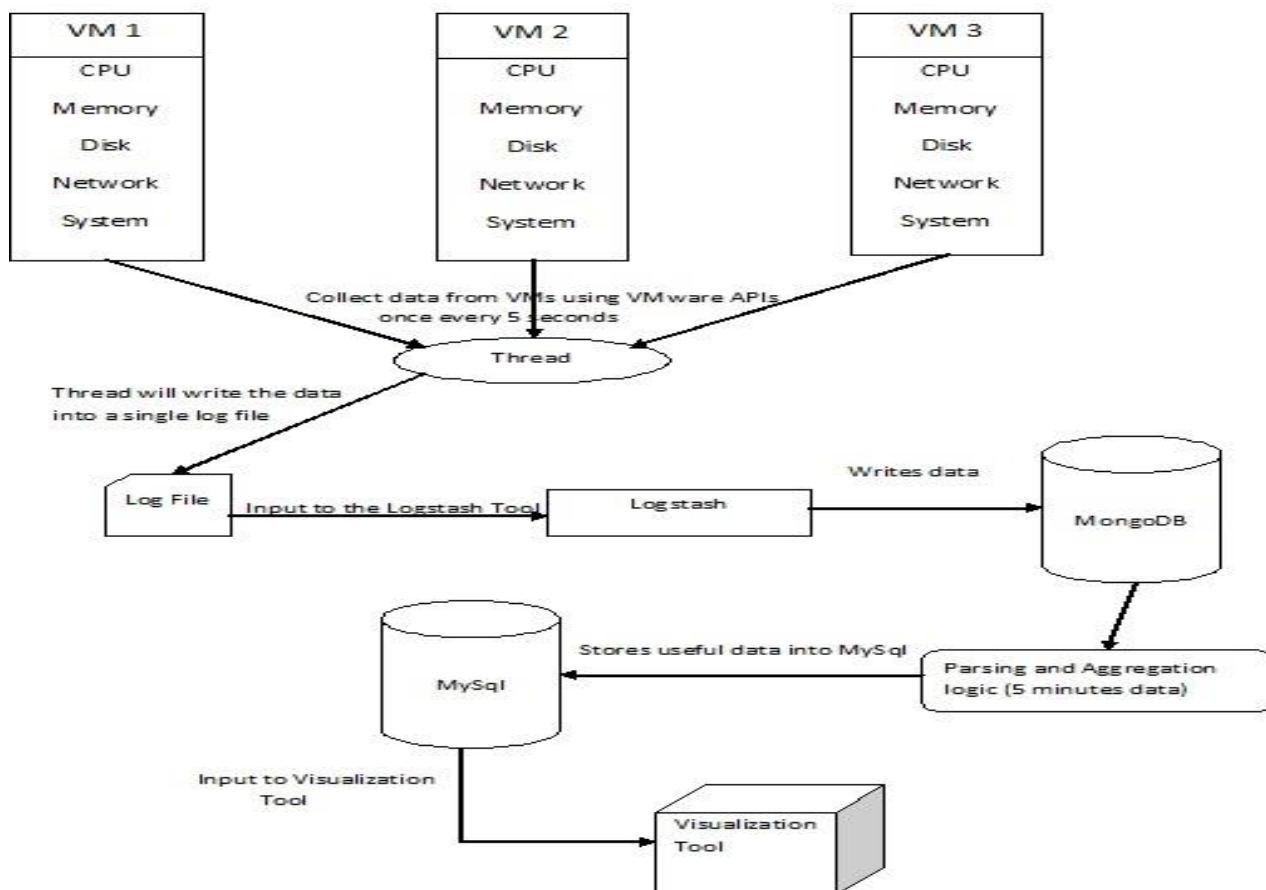 VM 1
CPU
Memory
Disk
Network
System
VM 2
CPU
Memory
Disk
Network
System
VM 3
CPU
Memory
Disk
Network
System
Collect data from VMs using VMware APIs
once every 5 seconds
Thread
Thread will write the data
into a single log file
Log File
Input to the Logstash Tool
Logstash
Writes data
MongoDB
Parsing and Aggregation
logic (5 minutes data)
Stores useful data into MySql
MySql
Input to Visualization
Tool
Visualization
Tool